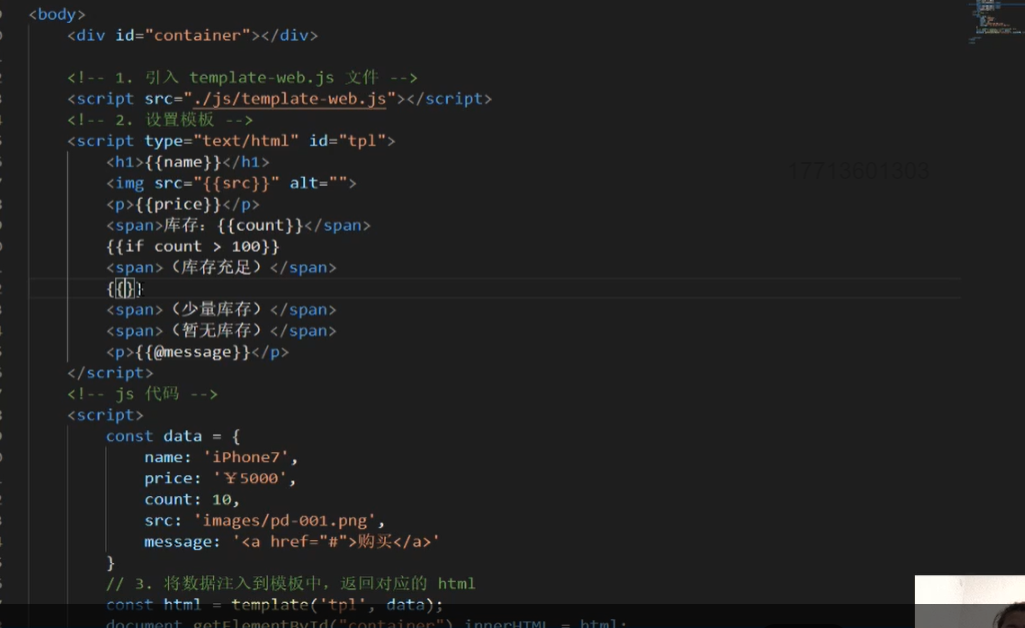 <body>
<div id="container"></div>
<!-- 1. 引入 template-web.js 文件 -->
<script src="./js/template-web.js"></script>
<!-- 2. 设置模板 -->
<script type="text/html" id="tpl">
<h1>{{name}}</h1>
<img src="{{src}}" alt="">
<p>{{price}}</p>
<span>库存：{{count}}</span>
{{if count > 100}}
<span>（库存充足）</span>
{{}}
<span>（少量库存）</span>
<span>（暂无库存）</span>
<p>{{@message}}</p>
</script>
<!-- js 代码 -->
<script>
const data = {
name: 'iPhone7',
price: '￥5000',
count: 10,
src: 'images/pd-001.png',
message: '<a href="#">购买</a>'
}
// 3. 将数据注入到模板中，返回对应的 html
const html = template('tpl', data);
document.getElementById("container").innerHTML = html;
17713601303